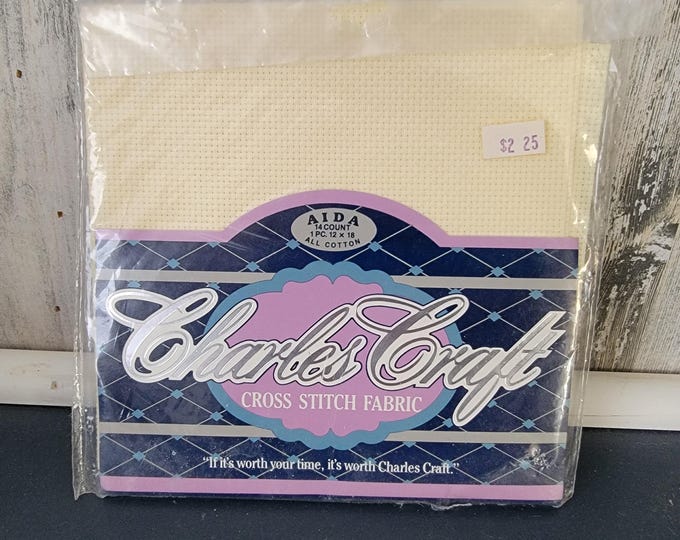 $2 25
AIDA
14 COUNT
1 PC. 12 × 18
ALL COTTON
Charles Craft
CROSS STITCH FABRIC
"If it's worth your time, it's worth Charles Craft."